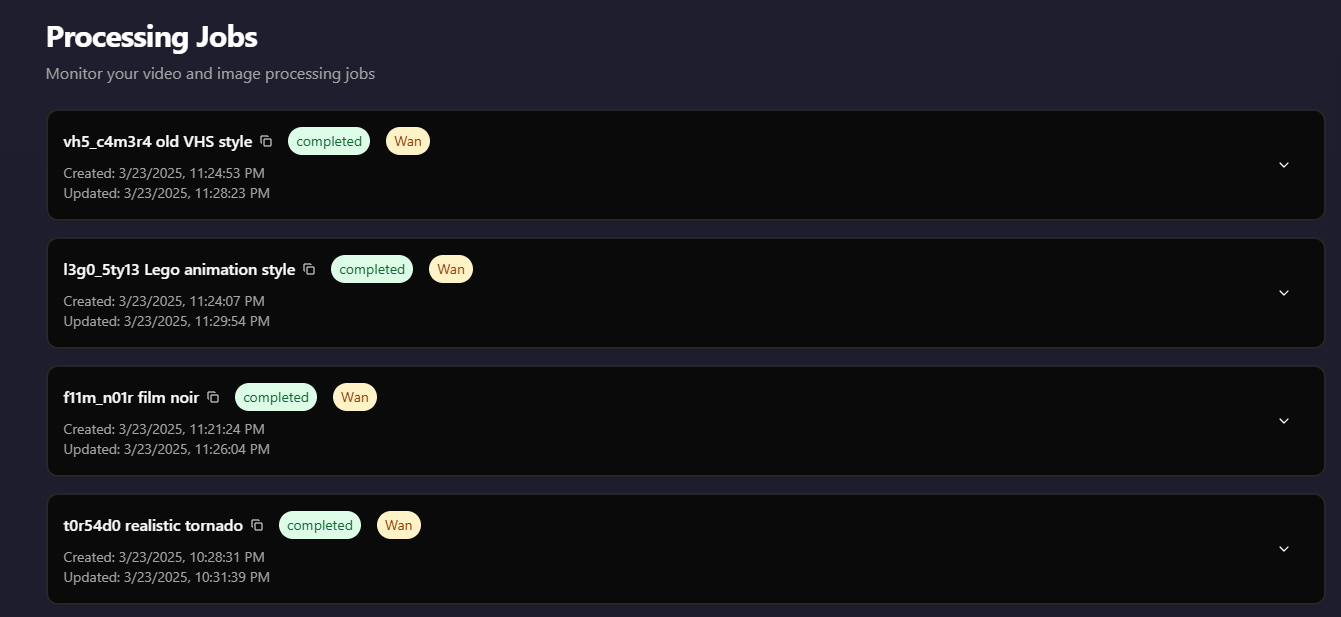 Processing Jobs
Monitor your video and image processing jobs
vh5_c4m3r4 old VHS style completed Wan
Created: 3/23/2025, 11:24:53 PM
Updated: 3/23/2025, 11:28:23 PM
l3g0_5ty13 Lego animation style completed Wan
Created: 3/23/2025, 11:24:07 PM
Updated: 3/23/2025, 11:29:54 PM
f11m_n01r film noir completed Wan
Created: 3/23/2025, 11:21:24 PM
Updated: 3/23/2025, 11:26:04 PM
t0r54d0 realistic tornado completed Wan
Created: 3/23/2025, 10:28:31 PM
Updated: 3/23/2025, 10:31:39 PM